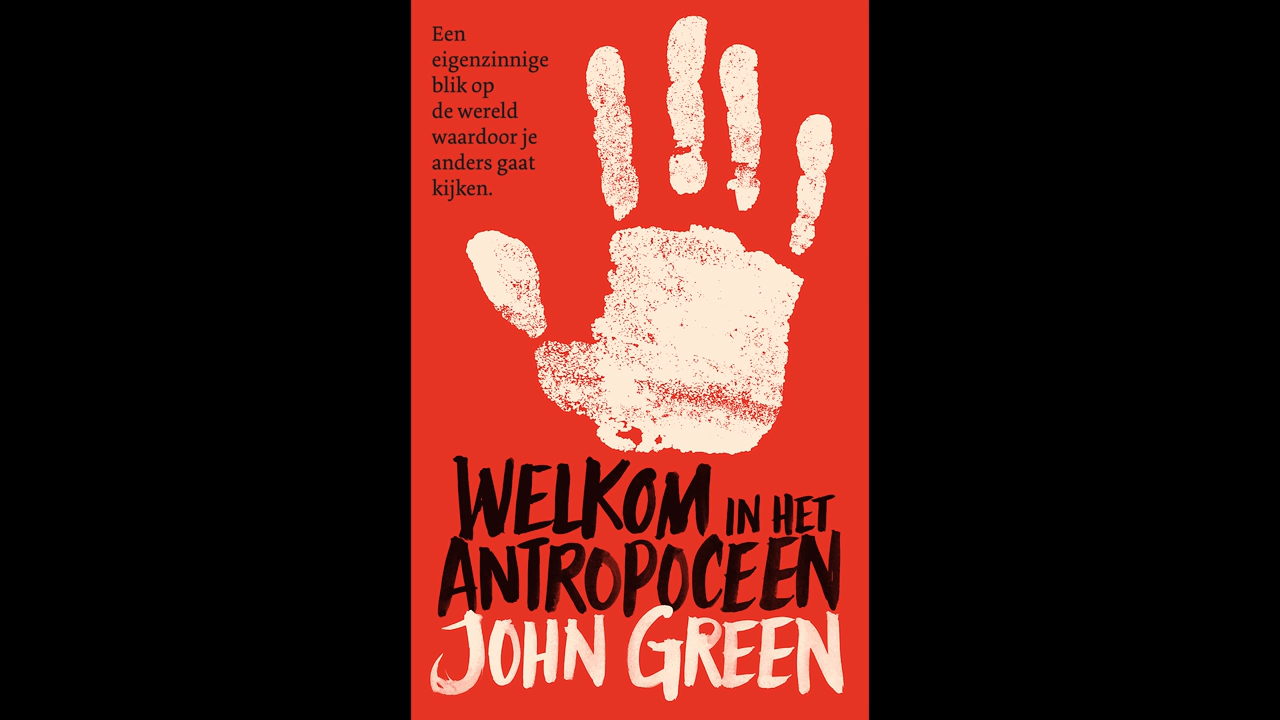 Een
eigenzinnige
blik op
de wereld
waardoor je
anders gaat
kijken.
WELKOM IN HET
ANTROPOCEEN
JOHN GREEN